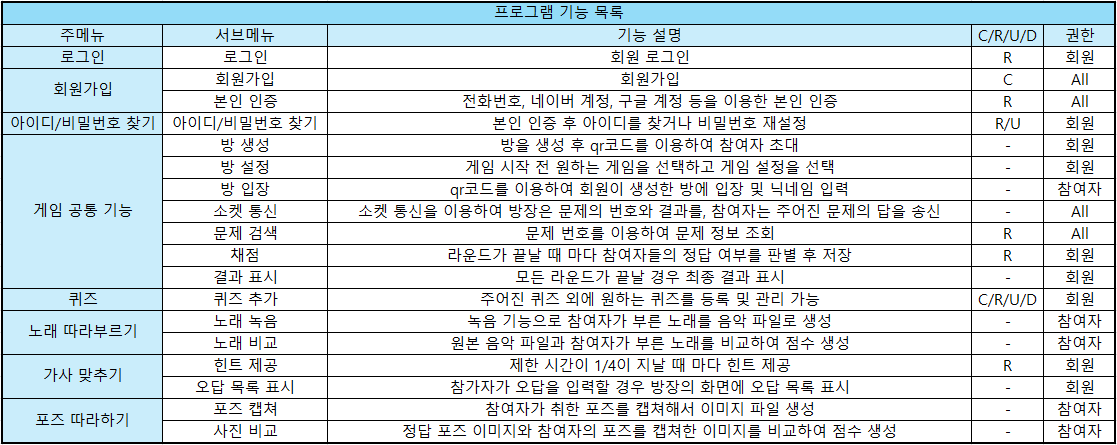 프로그램 기능 목록
주메뉴 서브메뉴 기능 설명 C/R/U/D 권한
로그인 로그인 회원 로그인 R 회원
회원가입 회원가입 회원가입 C All
본인 인증 전화번호, 네이버 계정, 구글 계정 등을 이용한 본인 인증 R All
아이디/비밀번호 찾기 아이디/비밀번호 찾기 본인 인증 후 아이디를 찾거나 비밀번호 재설정 R/U 회원
게임 공통 기능 방 생성 방을 생성 후 qr코드를 이용하여 참여자 초대 - 회원
방 설정 게임 시작 전 원하는 게임을 선택하고 게임 설정을 선택 - 회원
방 입장 qr코드를 이용하여 회원이 생성한 방에 입장 및 닉네임 입력 - 참여자
소켓 통신 소켓 통신을 이용하여 방장은 문제의 번호와 결과를, 참여자는 주어진 문제의 답을 송신 - All
문제 검색 문제 번호를 이용하여 문제 정보 조회 R All
채점 라운드가 끝날 때 마다 참여자들의 정답 여부를 판별 후 저장 R 회원
결과 표시 모든 라운드가 끝날 경우 최종 결과 표시 - 회원
퀴즈 퀴즈 추가 주어진 퀴즈 외에 원하는 퀴즈를 등록 및 관리 가능 C/R/U/D 회원
노래 따라부르기 노래 녹음 녹음 기능으로 참여자가 부른 노래를 음악 파일로 생성 - 참여자
노래 비교 원본 음악 파일과 참여자가 부른 노래를 비교하여 점수 생성 - 참여자
가사 맞추기 힌트 제공 제한 시간이 1/4이 지날 때 마다 힌트 제공 R 회원
오답 목록 표시 참가자가 오답을 입력할 경우 방장의 화면에 오답 목록 표시 - 회원
포즈 따라하기 포즈 캡쳐 참여자가 취한 포즈를 캡쳐해서 이미지 파일 생성 - 참여자
사진 비교 정답 포즈 이미지와 참여자의 포즈를 캡쳐한 이미지를 비교하여 점수 생성 - 참여자